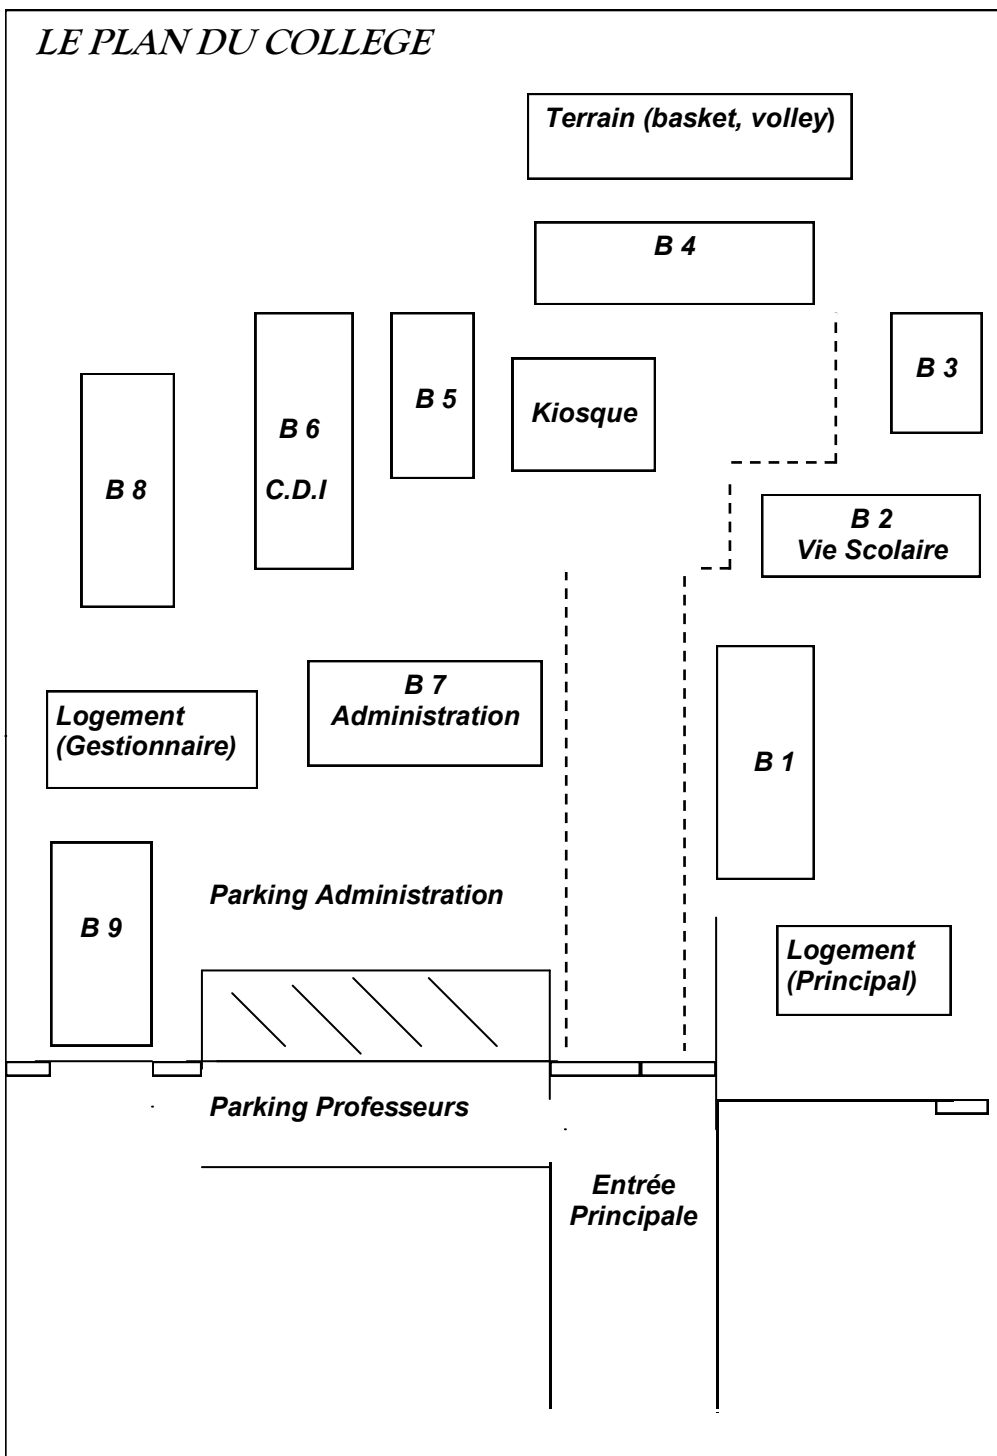 LE PLAN DU COLLEGE
Terrain (basket, volley)
B 4
B 3
B 5
Kiosque
B 6
C.D.I
B 8
B 2
Vie Scolaire
B 7
Administration
Logement
(Gestionnaire)
B 1
Parking Administration
B 9
Logement
(Principal)
Parking Professeurs
Entrée
Principale